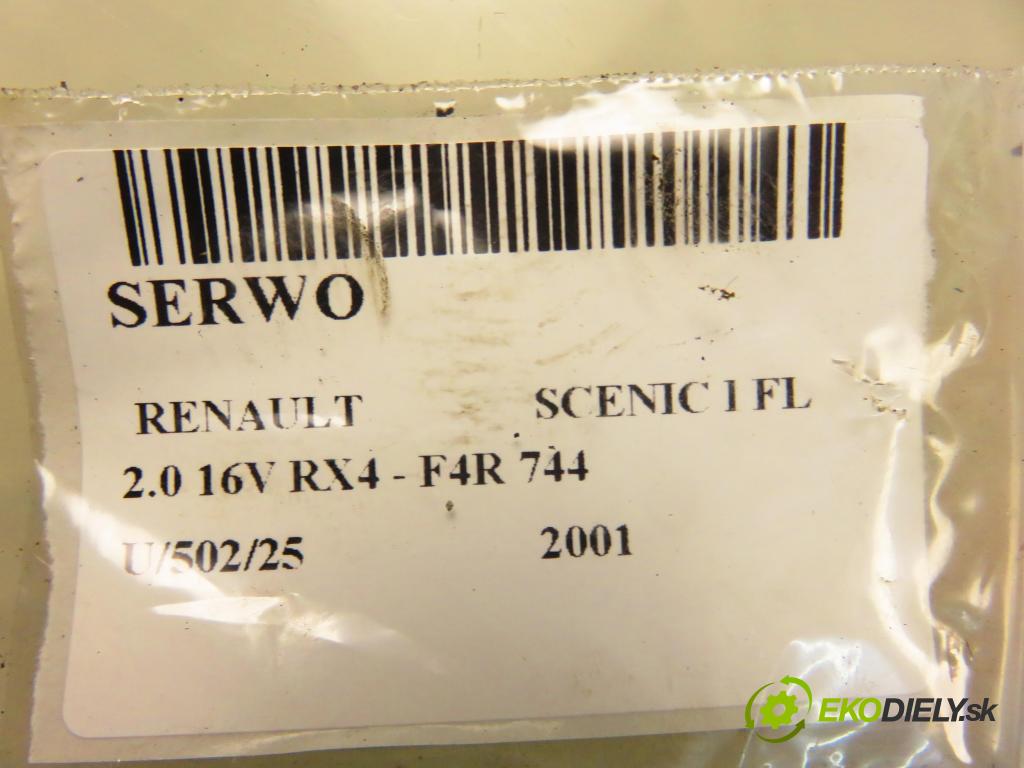 SERWO
RENAULT SCENIC I FL
2.0 16V RX4 - F4R 744
U/502/25 2001
EKODIELY.sk